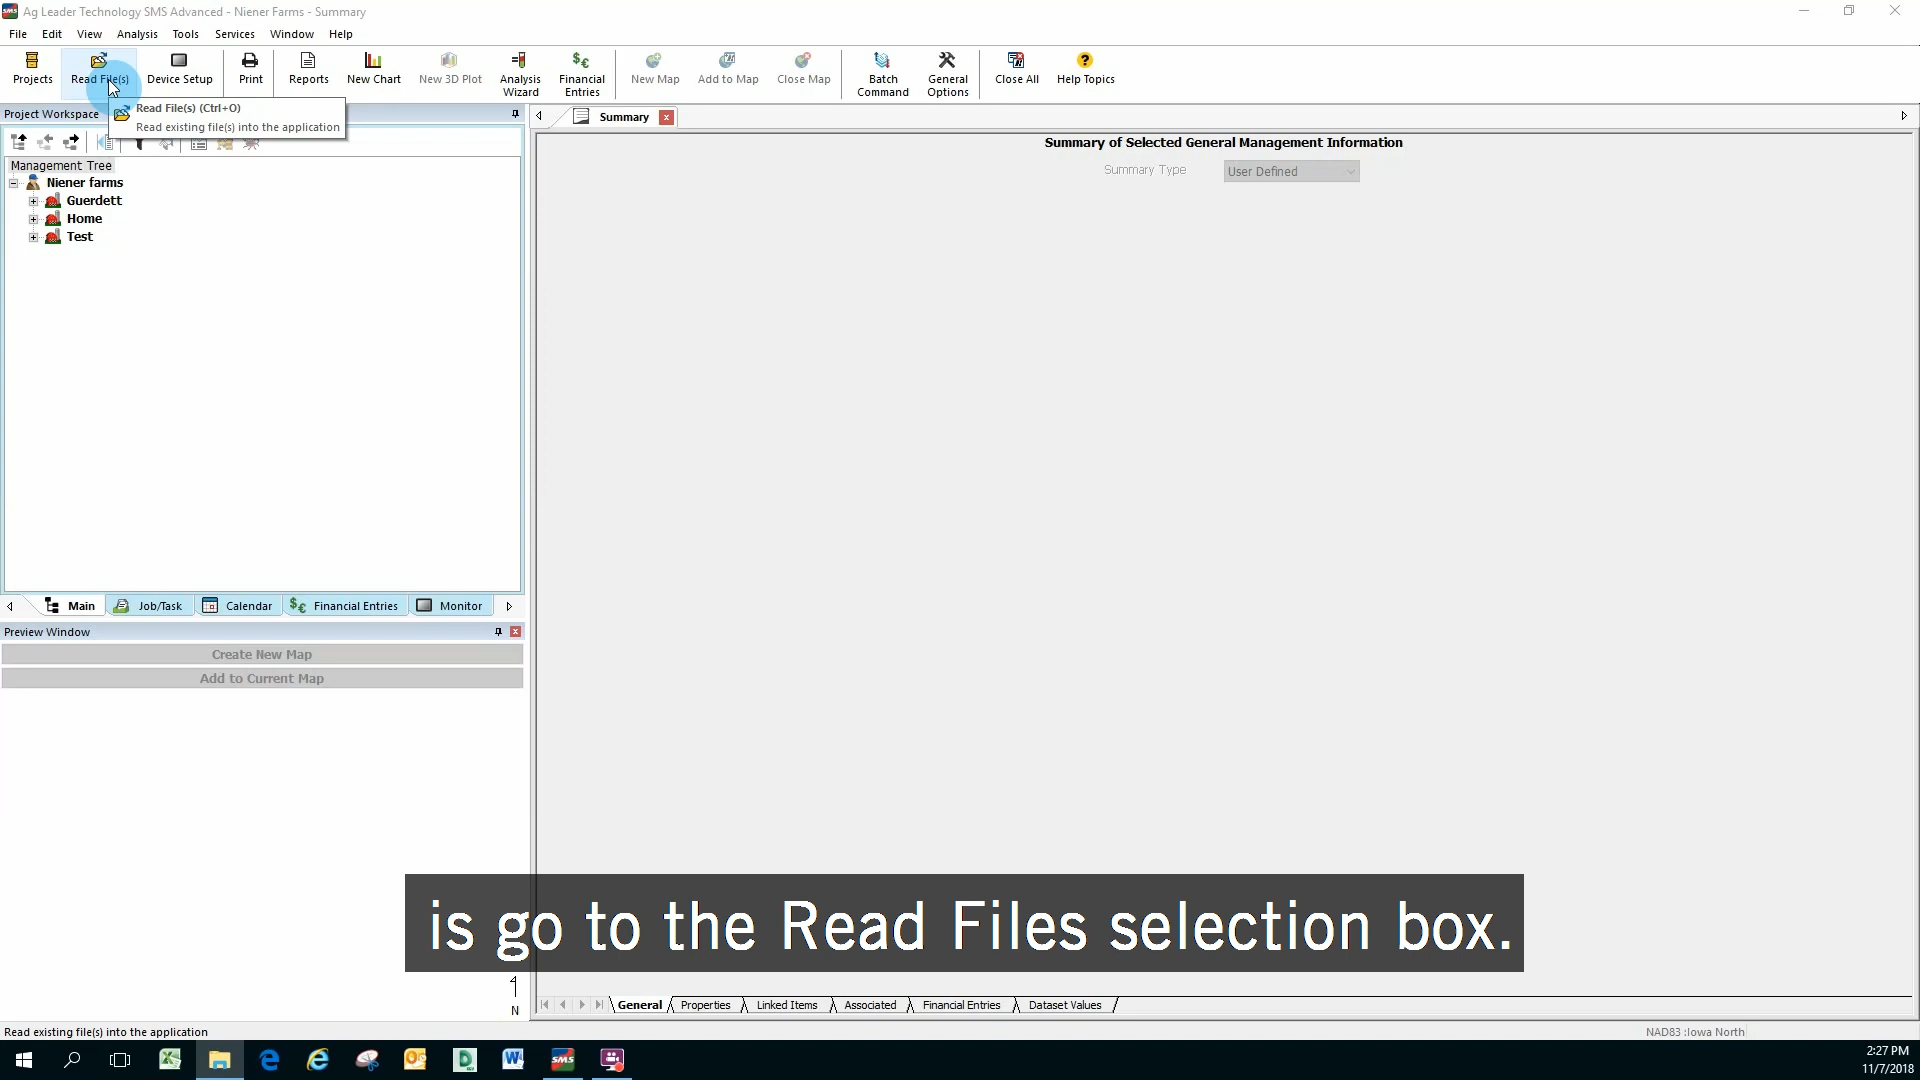 SMS Ag Leader Technology SMS Advanced - Niener Farms - Summary
File Edit View Analysis Tools Services Window Help
Projects Read File(s) Device Setup Print Reports New Chart New 3D Plot Analysis Wizard Financial Entries New Map Add to Map Close Map Batch Command General Options Close All Help Topics
Read File(s) (Ctrl+O)
Read existing file(s) into the application
Project Workspace
Management Tree
Niener farms
Guerdett
Home
Test
Main Job/Task Calendar Financial Entries Monitor
Preview Window
Create New Map
Add to Current Map
N
Summary
Summary of Selected General Management Information
Summary Type User Defined
is go to the Read Files selection box.
General Properties Linked Items Associated Financial Entries Dataset Values
Read existing file(s) into the application
NAD83 :Iowa North
SMS
2:27 PM
11/7/2018